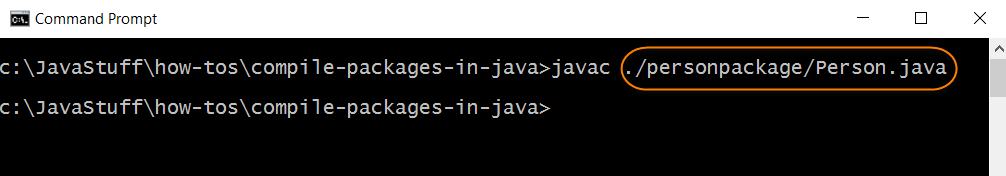 Command Prompt
c:\JavaStuff\how-tos\compile-packages-in-java>javac ./personpackage/Person.java
c:\JavaStuff\how-tos\compile-packages-in-java>